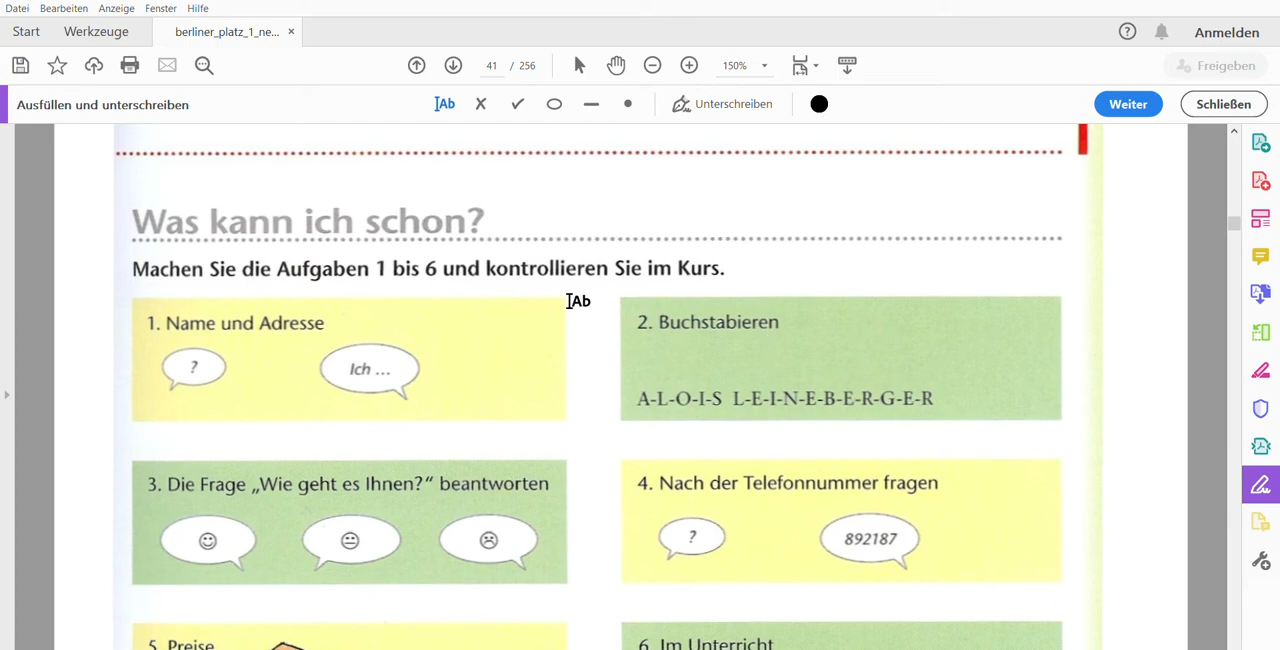 Datei Bearbeiten Anzeige Fenster Hilfe
Start Werkzeuge berliner_platz_1_ne... × Anmelden
41 / 256 150% Freigeben
Ausfüllen und unterschreiben Ab Unterschreiben Weiter Schließen
Was kann ich schon?
Machen Sie die Aufgaben 1 bis 6 und kontrollieren Sie im Kurs.
Ab
1. Name und Adresse
?
Ich ...
2. Buchstabieren
A-L-O-I-S L-E-I-N-E-B-E-R-G-E-R
3. Die Frage „Wie geht es Ihnen?“ beantworten
4. Nach der Telefonnummer fragen
?
892187
5. Preise
6. Im Unterricht